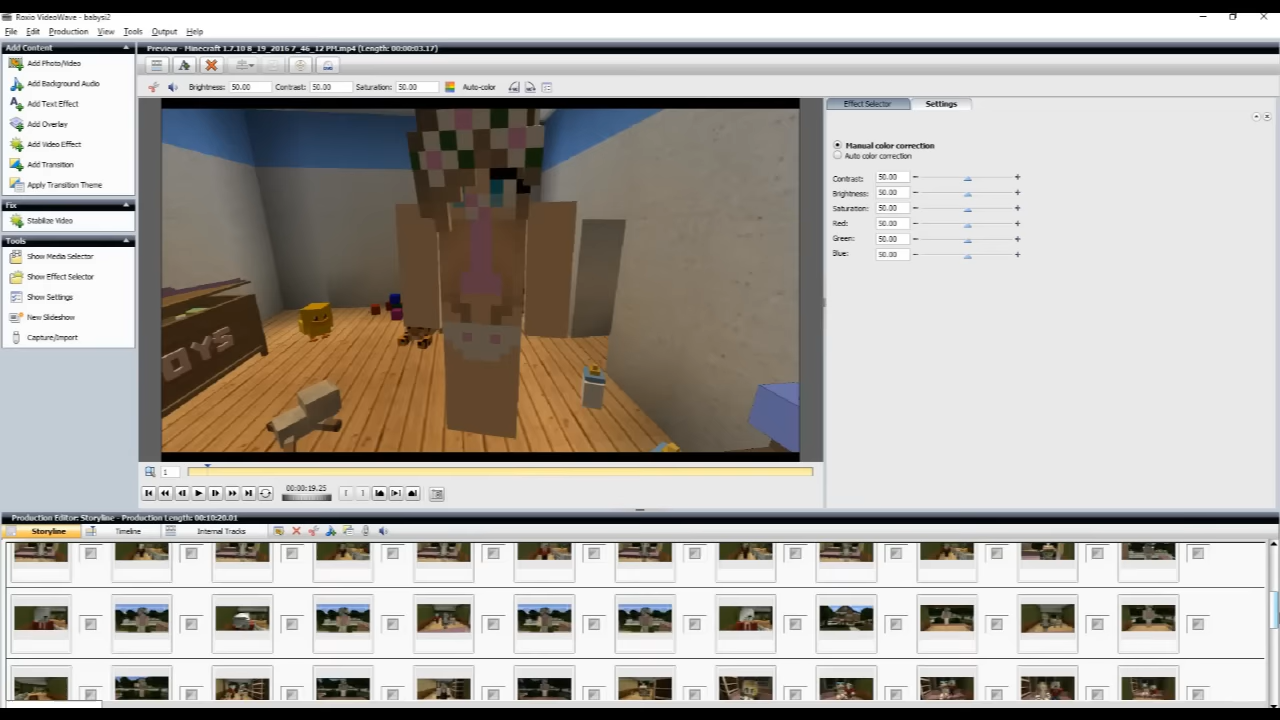 Roxio VideoWave - babysi2
File Edit Production View Tools Output Help
Add Content
Add Photo/Video
Add Background Audio
Add Text Effect
Add Overlay
Add Video Effect
Add Transition
Apply Transition Theme
Fix
Stabilize Video
Tools
Show Media Selector
Show Effect Selector
Show Settings
New Slideshow
Capture/Import
Preview - Minecraft 1.7.10 8_19_2016 7_46_12 PM.mp4 (Length: 00:00:03.17)
Brightness: 50.00 Contrast: 50.00 Saturation: 50.00 Auto-color
OYS
1
00:00:19.25
Effect Selector Settings
Manual color correction
Auto color correction
Contrast: 50.00
Brightness: 50.00
Saturation: 50.00
Red: 50.00
Green: 50.00
Blue: 50.00
Production Editor: Storyline - Production Length: 00:10:20.01
Storyline Timeline Internal Tracks